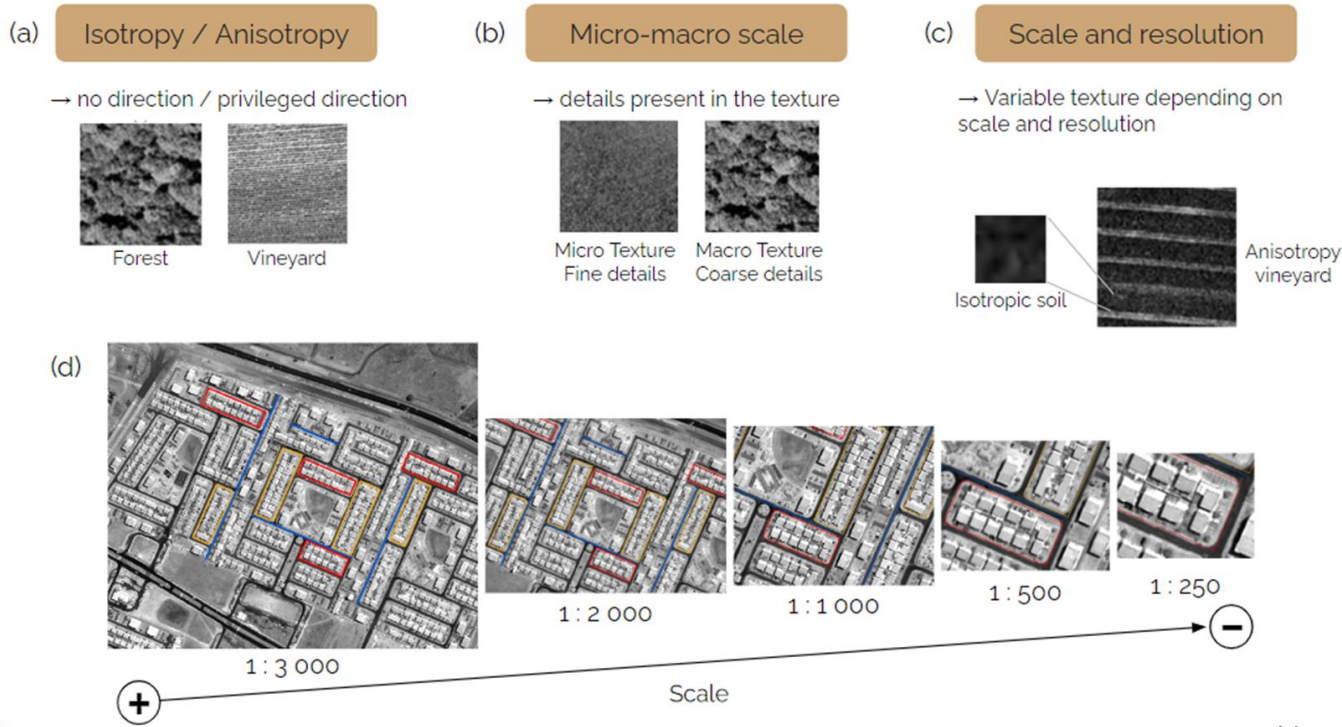 (a)
Isotropy / Anisotropy
→ no direction / privileged direction
Forest
Vineyard
(b)
Micro-macro scale
→ details present in the texture
Micro Texture
Fine details
Macro Texture
Coarse details
(c)
Scale and resolution
→ Variable texture depending on
scale and resolution
Isotropic soil
Anisotropy
vineyard
(d)
1 : 3 000
1 : 2 000
1 : 1 000
1 : 500
1 : 250
+
Scale
−